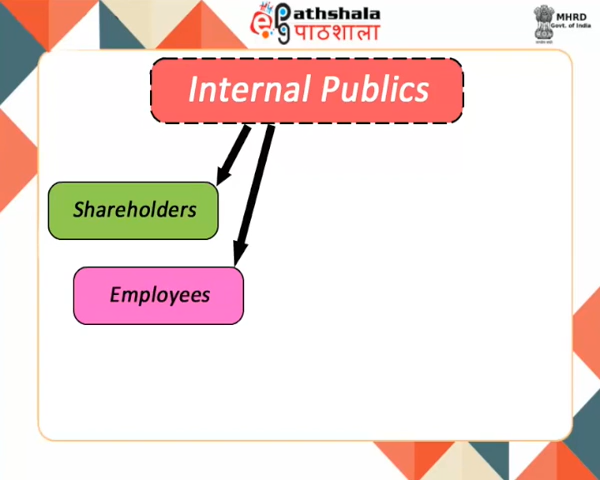 ePathshala
पाठशाला
MHRD
Govt. of India
Internal Publics
Shareholders
Employees